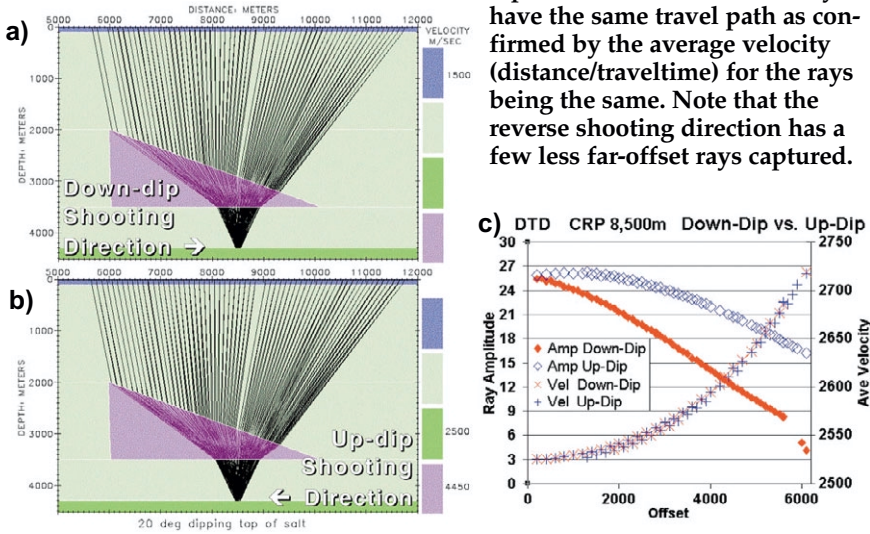 have the same travel path as con-
firmed by the average velocity
(distance/traveltime) for the rays
being the same. Note that the
reverse shooting direction has a
few less far-offset rays captured.
a)
DISTANCE: METERS
5000 6000 7000 8000 9000 10000 11000 12000
VELOCITY
M/SEC
DEPTH: METERS
0
1000
2000
3000
4000
1500
Down-dip
Shooting
Direction →
b)
5000 6000 7000 8000 9000 10000 11000 12000
DEPTH: METERS
0
1000
2000
3000
4000
2500
4450
Up-dip
Shooting
← Direction
20 deg dipping top of salt
c) DTD CRP 8,500m Down-Dip vs. Up-Dip
Ray Amplitude
30
27
24
21
18
15
12
9
6
3
0
Amp Down-Dip
Amp Up-Dip
Vel Down-Dip
Vel Up-Dip
2750
2700
2650
2600
2550
2500
Ave Velocity
0 2000 4000 6000
Offset